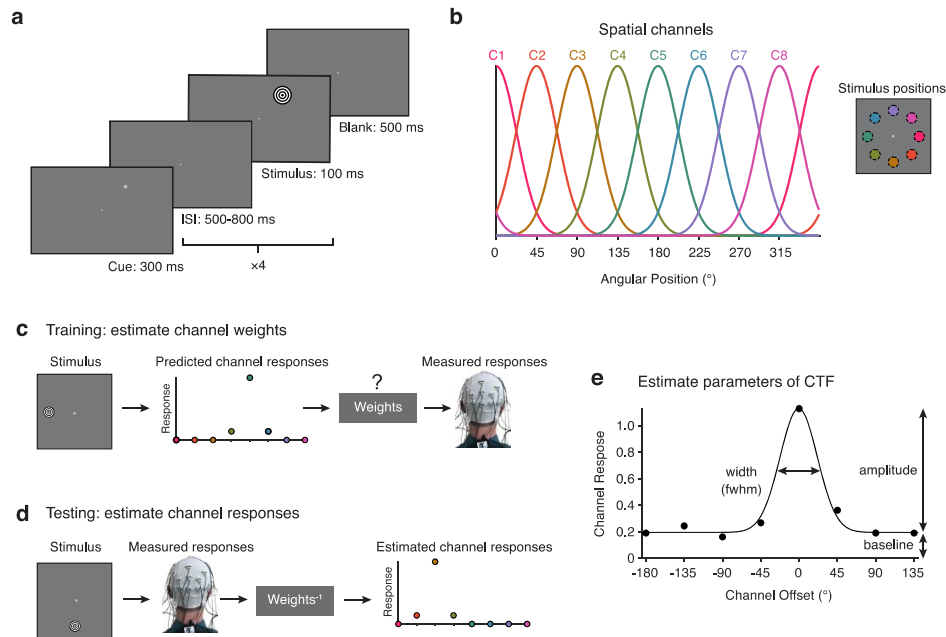 a
Blank: 500 ms
Stimulus: 100 ms
ISI: 500-800 ms
Cue: 300 ms
×4
b
Spatial channels
C1 C2 C3 C4 C5 C6 C7 C8
0 45 90 135 180 225 270 315
Angular Position (°)
Stimulus positions
c Training: estimate channel weights
Stimulus
Predicted channel responses
Measured responses
Response
?
Weights
d Testing: estimate channel responses
Stimulus
Measured responses
Estimated channel responses
Weights⁻¹
Response
e Estimate parameters of CTF
Channel Respose
1.0
0.8
0.6
0.4
0.2
0
width
(fwhm)
amplitude
baseline
-180 -135 -90 -45 0 45 90 135
Channel Offset (°)